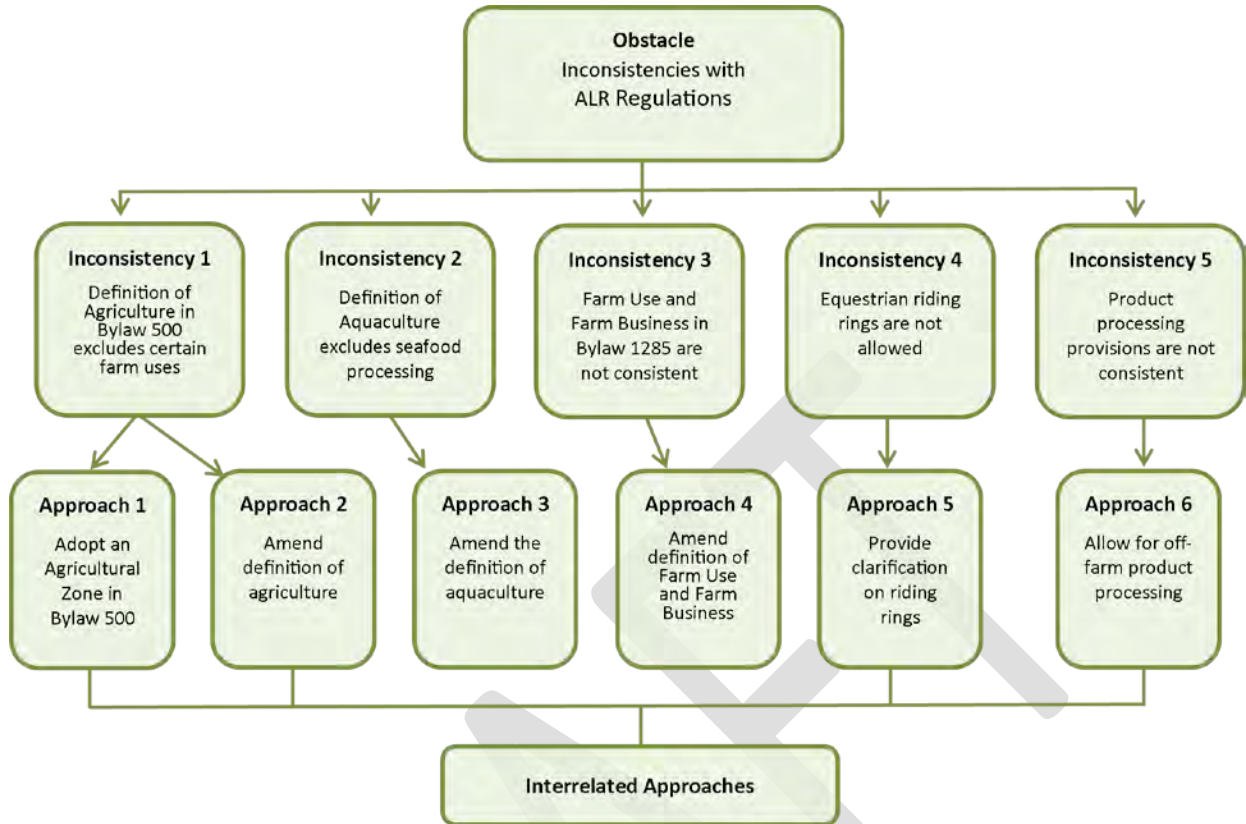 Obstacle
Inconsistencies with
ALR Regulations
Inconsistency 1
Definition of
Agriculture in
Bylaw 500
excludes certain
farm uses
Inconsistency 2
Definition of
Aquaculture
excludes seafood
processing
Inconsistency 3
Farm Use and
Farm Business in
Bylaw 1285 are
not consistent
Inconsistency 4
Equestrian riding
rings are not
allowed
Inconsistency 5
Product
processing
provisions are not
consistent
Approach 1
Adopt an
Agricultural
Zone in
Bylaw 500
Approach 2
Amend
definition of
agriculture
Approach 3
Amend the
definition of
aquaculture
Approach 4
Amend
definition of
Farm Use
and Farm
Business
Approach 5
Provide
clarification
on riding
rings
Approach 6
Allow for off-
farm product
processing
Interrelated Approaches